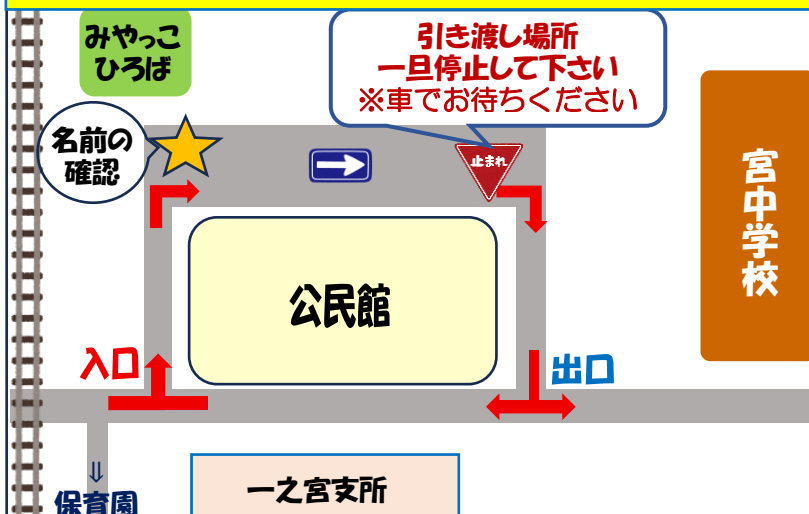 みやっこ
ひろば
引き渡し場所
一旦停止して下さい
※車でお待ちください
名前の
確認
止まれ
宮中学校
公民館
入口
出口
⇓
保育園
一之宮支所